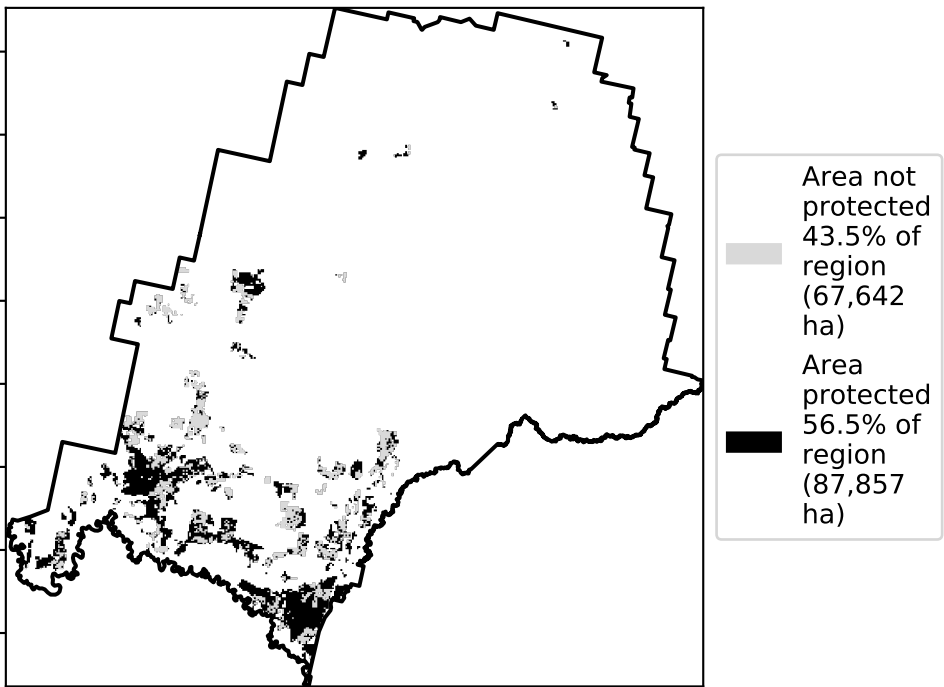 Area not
protected
43.5% of
region
(67,642
ha)
Area
protected
56.5% of
region
(87,857
ha)